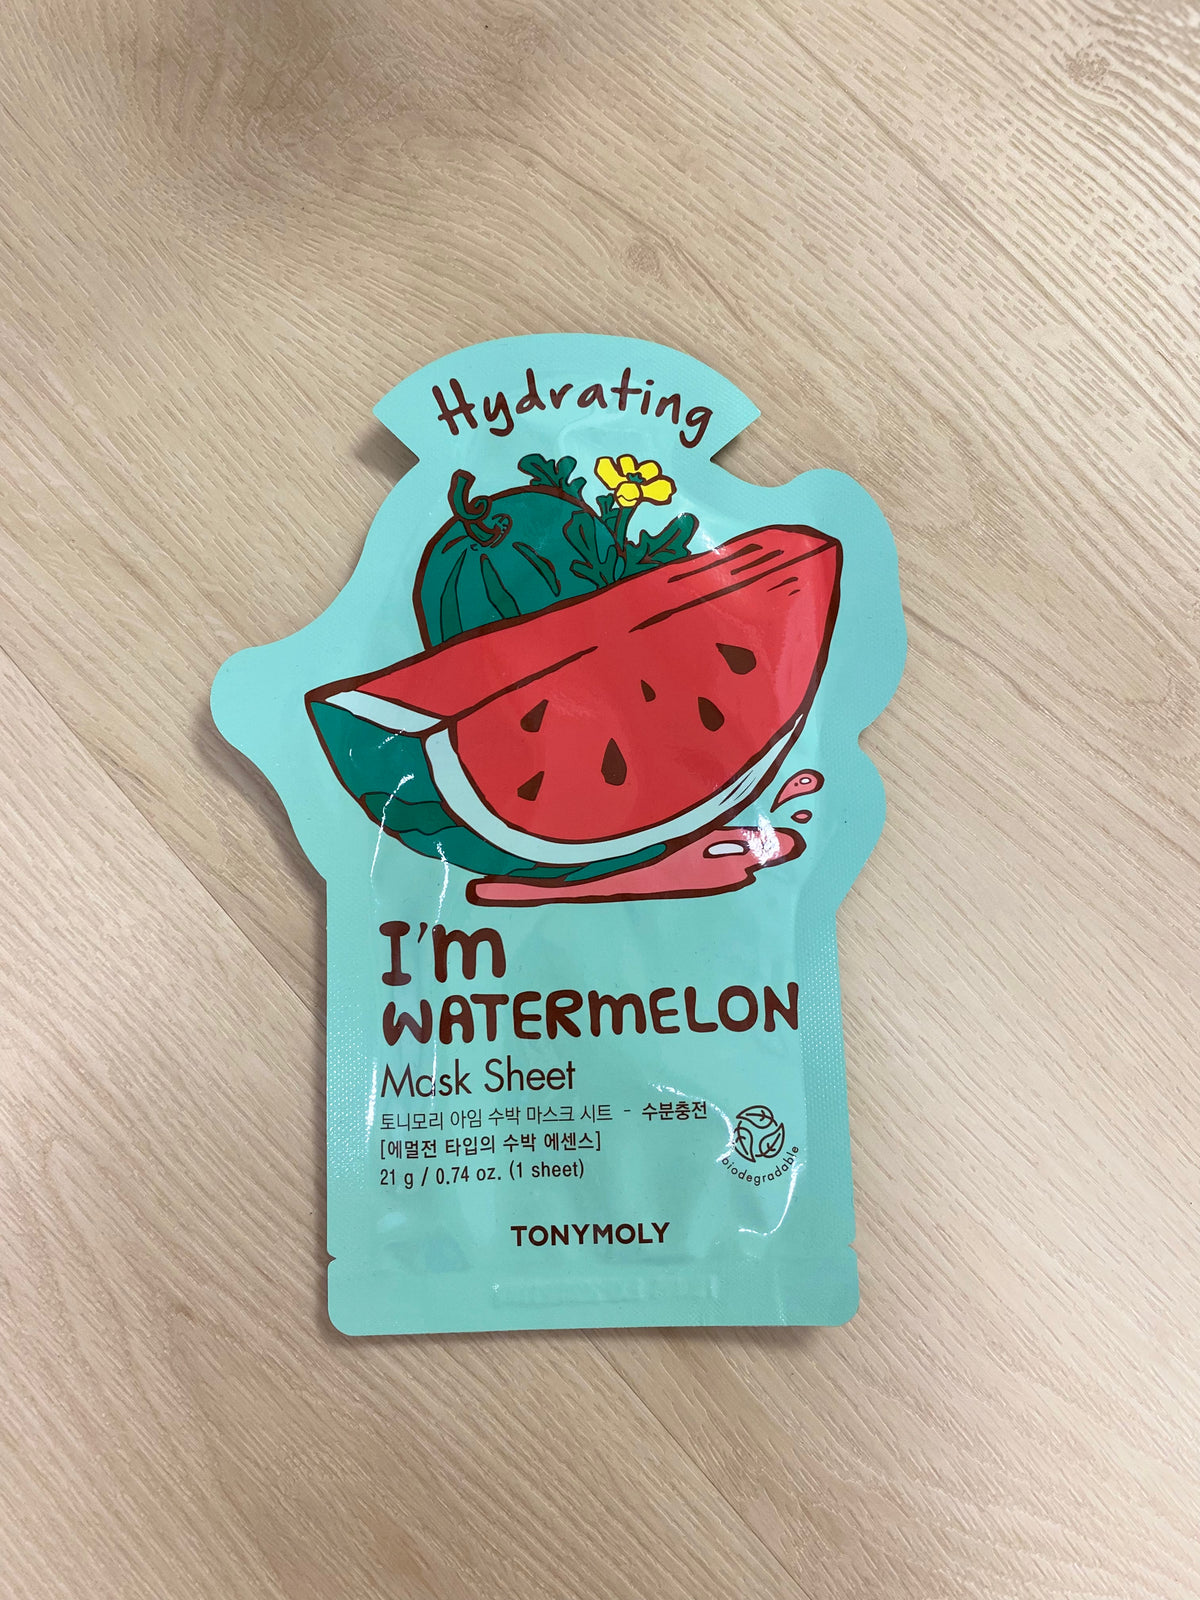 Hydrating
I'm
WATERMELON
Mask Sheet
토니모리 아임 수박 마스크 시트 - 수분충전
[에멀전 타입의 수박 에센스]
21 g / 0.74 oz. (1 sheet)
biodegradable
TONYMOLY